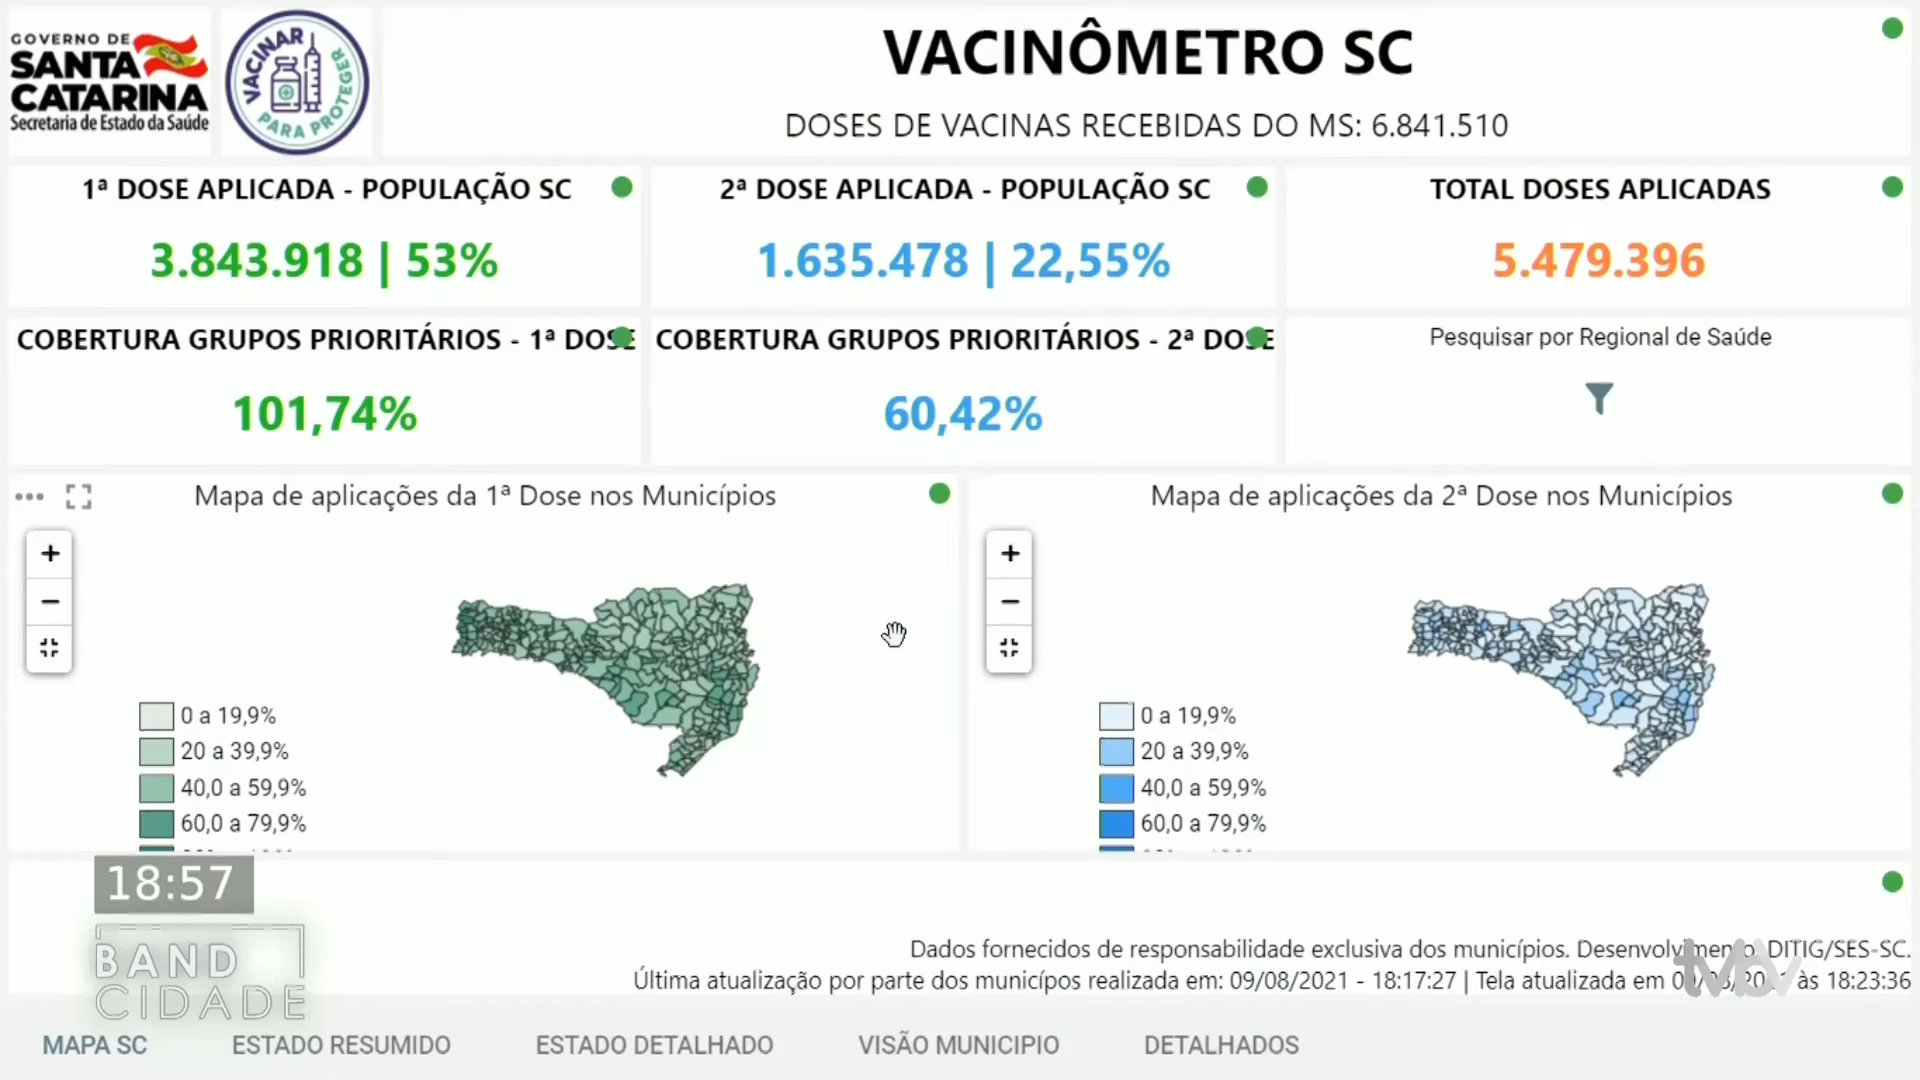 GOVERNO DE
SANTA
CATARINA
Secretaria de Estado da Saúde
VACINAR
PARA PROTEGER
VACINÔMETRO SC
DOSES DE VACINAS RECEBIDAS DO MS: 6.841.510
1ª DOSE APLICADA - POPULAÇÃO SC
3.843.918 | 53%
2ª DOSE APLICADA - POPULAÇÃO SC
1.635.478 | 22,55%
TOTAL DOSES APLICADAS
5.479.396
COBERTURA GRUPOS PRIORITÁRIOS - 1ª DOSE
101,74%
COBERTURA GRUPOS PRIORITÁRIOS - 2ª DOSE
60,42%
Pesquisar por Regional de Saúde
Mapa de aplicações da 1ª Dose nos Municípios
0 a 19,9%
20 a 39,9%
40,0 a 59,9%
60,0 a 79,9%
Mapa de aplicações da 2ª Dose nos Municípios
0 a 19,9%
20 a 39,9%
40,0 a 59,9%
60,0 a 79,9%
18:57
BAND
CIDADE
Dados fornecidos de responsabilidade exclusiva dos municípios. Desenvolvimento DITIG/SES-SC.
Última atualização por parte dos municípos realizada em: 09/08/2021 - 18:17:27 | Tela atualizada em às 18:23:36
MAPA SC
ESTADO RESUMIDO
ESTADO DETALHADO
VISÃO MUNICIPIO
DETALHADOS